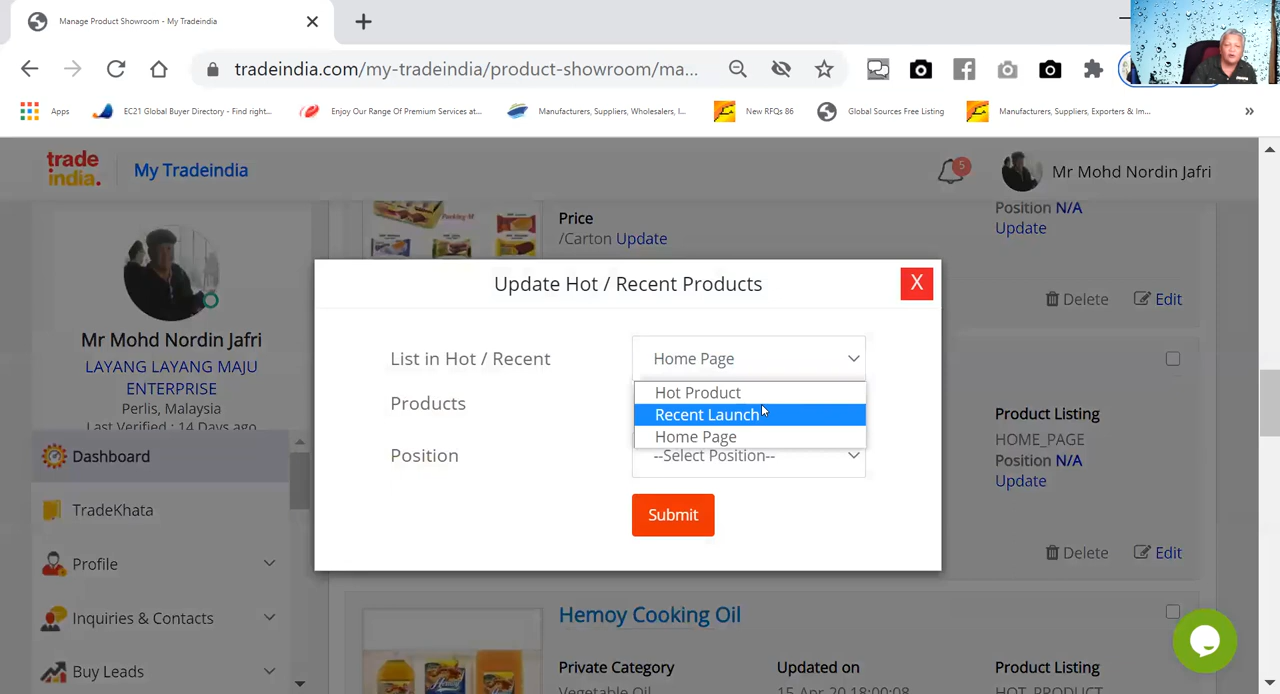 Manage Product Showroom - My Tradeindia
tradeindia.com/my-tradeindia/product-showroom/ma...
Apps
EC21 Global Buyer Directory - Find right...
Enjoy Our Range Of Premium Services at...
Manufacturers, Suppliers, Wholesalers, I...
New RFQs 86
Global Sources Free Listing
Manufacturers, Suppliers, Exporters & Im...
»
trade
india.
My Tradeindia
5
Mr Mohd Nordin Jafri
Mr Mohd Nordin Jafri
LAYANG LAYANG MAJU
ENTERPRISE
Perlis, Malaysia
Last Verified : 14 Days ago
Dashboard
TradeKhata
Profile
Inquiries & Contacts
Buy Leads
Price
/Carton Update
Position N/A
Update
Delete
Edit
Update Hot / Recent Products
X
List in Hot / Recent
Home Page
Hot Product
Recent Launch
Home Page
Products
Position
--Select Position--
Submit
Product Listing
HOME_PAGE
Position N/A
Update
Delete
Edit
Hemoy Cooking Oil
Private Category
Vegetable Oil
Updated on
15-Apr-20 18:00:08
Product Listing
HOT_PRODUCT